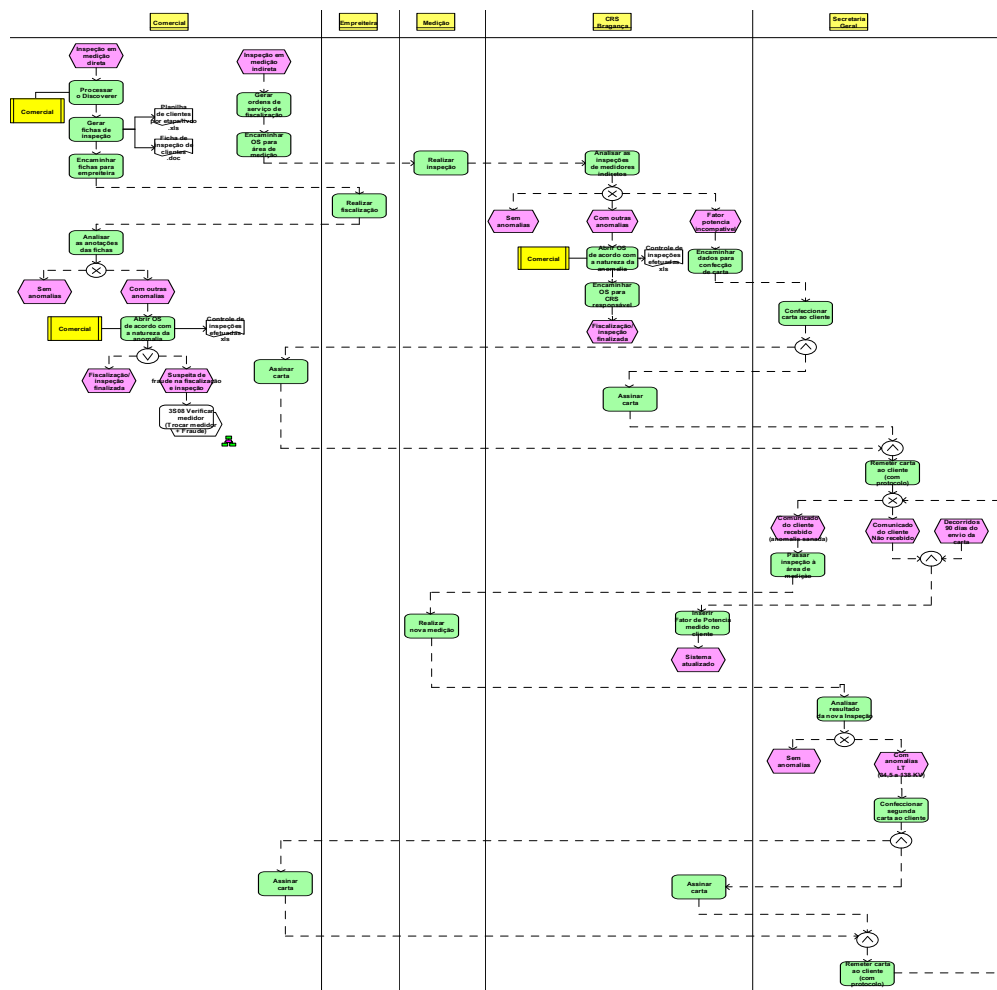 Comercial
Empreiteira
Medição
CRS
Bragança
Secretaria
Geral
Inspeção em
medição
direta
Inspeção em
medição
indireta
Processar
o Discoverer
Comercial
Gerar
fichas de
inspeção
Planilha
de clientes
por etapa/livro
.xls
Ficha de
inspeção de
clientes
.doc
Gerar
ordens de
serviço de
fiscalização
Encaminhar
OS para
área de
medição
Encaminhar
fichas para
empreiteira
Realizar
inspeção
Analisar as
inspeções
de medidores
indiretos
Realizar
fiscalização
Sem
anomalias
Com outras
anomalias
Fator
potencia
incompatível
Analisar
as anotações
das fichas
Comercial
Abrir OS
de acordo com
a natureza da
anomalia
Controle de
inspeções
efetuadas
xls
Encaminhar
dados para
confecção
de carta
Sem
anomalias
Com outras
anomalias
Encaminhar
OS para
CRS
responsável
Confeccionar
carta ao cliente
Comercial
Abrir OS
de acordo com
a natureza da
anomalia
Controle de
inspeções
efetuadas
xls
Fiscalização/
inspeção
finalizada
Fiscalização/
inspeção
finalizada
Suspeita de
fraude na fiscalização
e inspeção
Assinar
carta
Assinar
carta
3S08 Verificar
medidor
(Trocar medidor
+ Fraude)
Remeter carta
ao cliente
(com
protocolo)
Comunicado
do cliente
recebido
(anomalia sanada)
Comunicado
do cliente
Não recebido
Decorridos
90 dias do
envio da
carta
Passar
inspeção à
área de
medição
Realizar
nova medição
Inserir
Fator de Potencia
medido no
cliente
Sistema
atualizado
Analisar
resultado
da nova Inspeção
Sem
anomalias
Com
anomalias
LT
(34,5 a 138 KV)
Confeccionar
segunda
carta ao cliente
Assinar
carta
Assinar
carta
Remeter carta
ao cliente
(com
protocolo)